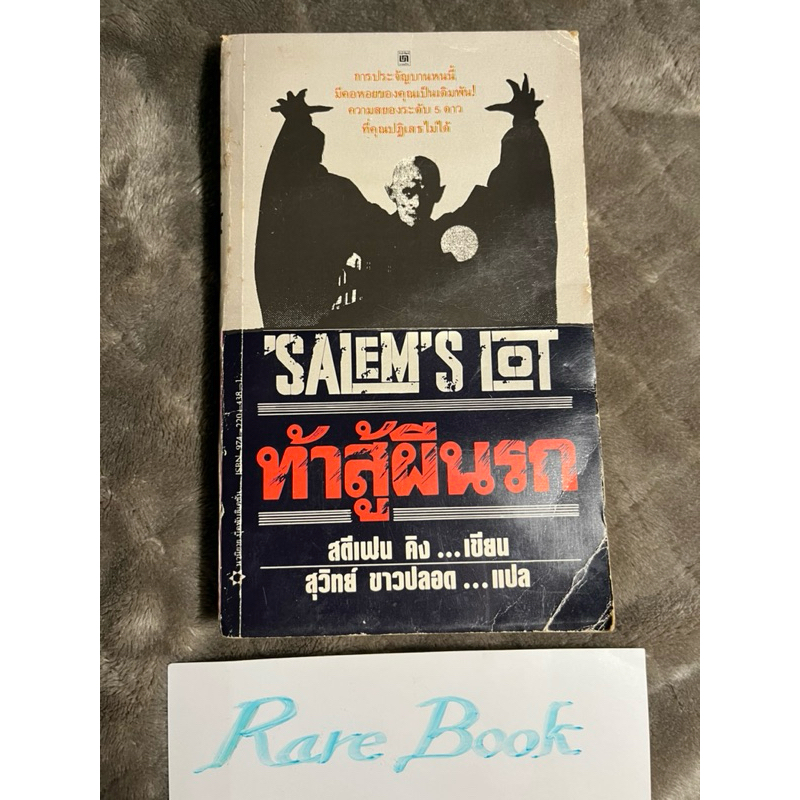 การประจัญบานหนนี้
มีคอหอยของคุณเป็นเดิมพัน!
ความสยองระดับ 5 ดาว
ที่คุณปฏิเสธไม่ได้
'SALEM'S LOT
ท้าสู้ผีนรก
สตีเฟน คิง ...เขียน
สุวิทย์ ขาวปลอด ...แปล
ISBN 974-2201-438-1
Rare Book